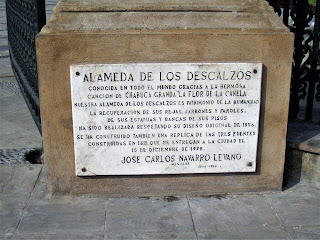 ALAMEDA DE LOS DESCALZOS
CONOCIDA EN TODO EL MUNDO GRACIAS A LA HERMOSA
CANCION DE CHABUCA GRANDA "LA FLOR DE LA CANELA"
NUESTRA ALAMEDA DE LOS DESCALZOS ES PATRIMONIO DE LA HUMANIDAD
LA RECUPERACION DE SUS REJAS, JARRONES Y FAROLES,
DE SUS ESTATUAS Y BANCAS DE SUS PISOS
HA SIDO REALIZADA RESPETANDO SU DISEÑO ORIGINAL DE 1856
SE HA CONSTRUIDO TAMBIEN UNA REPLICA DE LAS TRES FUENTES
CONSTRUIDAS EN QUE SE ENTREGAN A LA CIUDAD EL
15 DE DICIEMBRE DE
JOSE CARLOS NAVARRO LEVANO